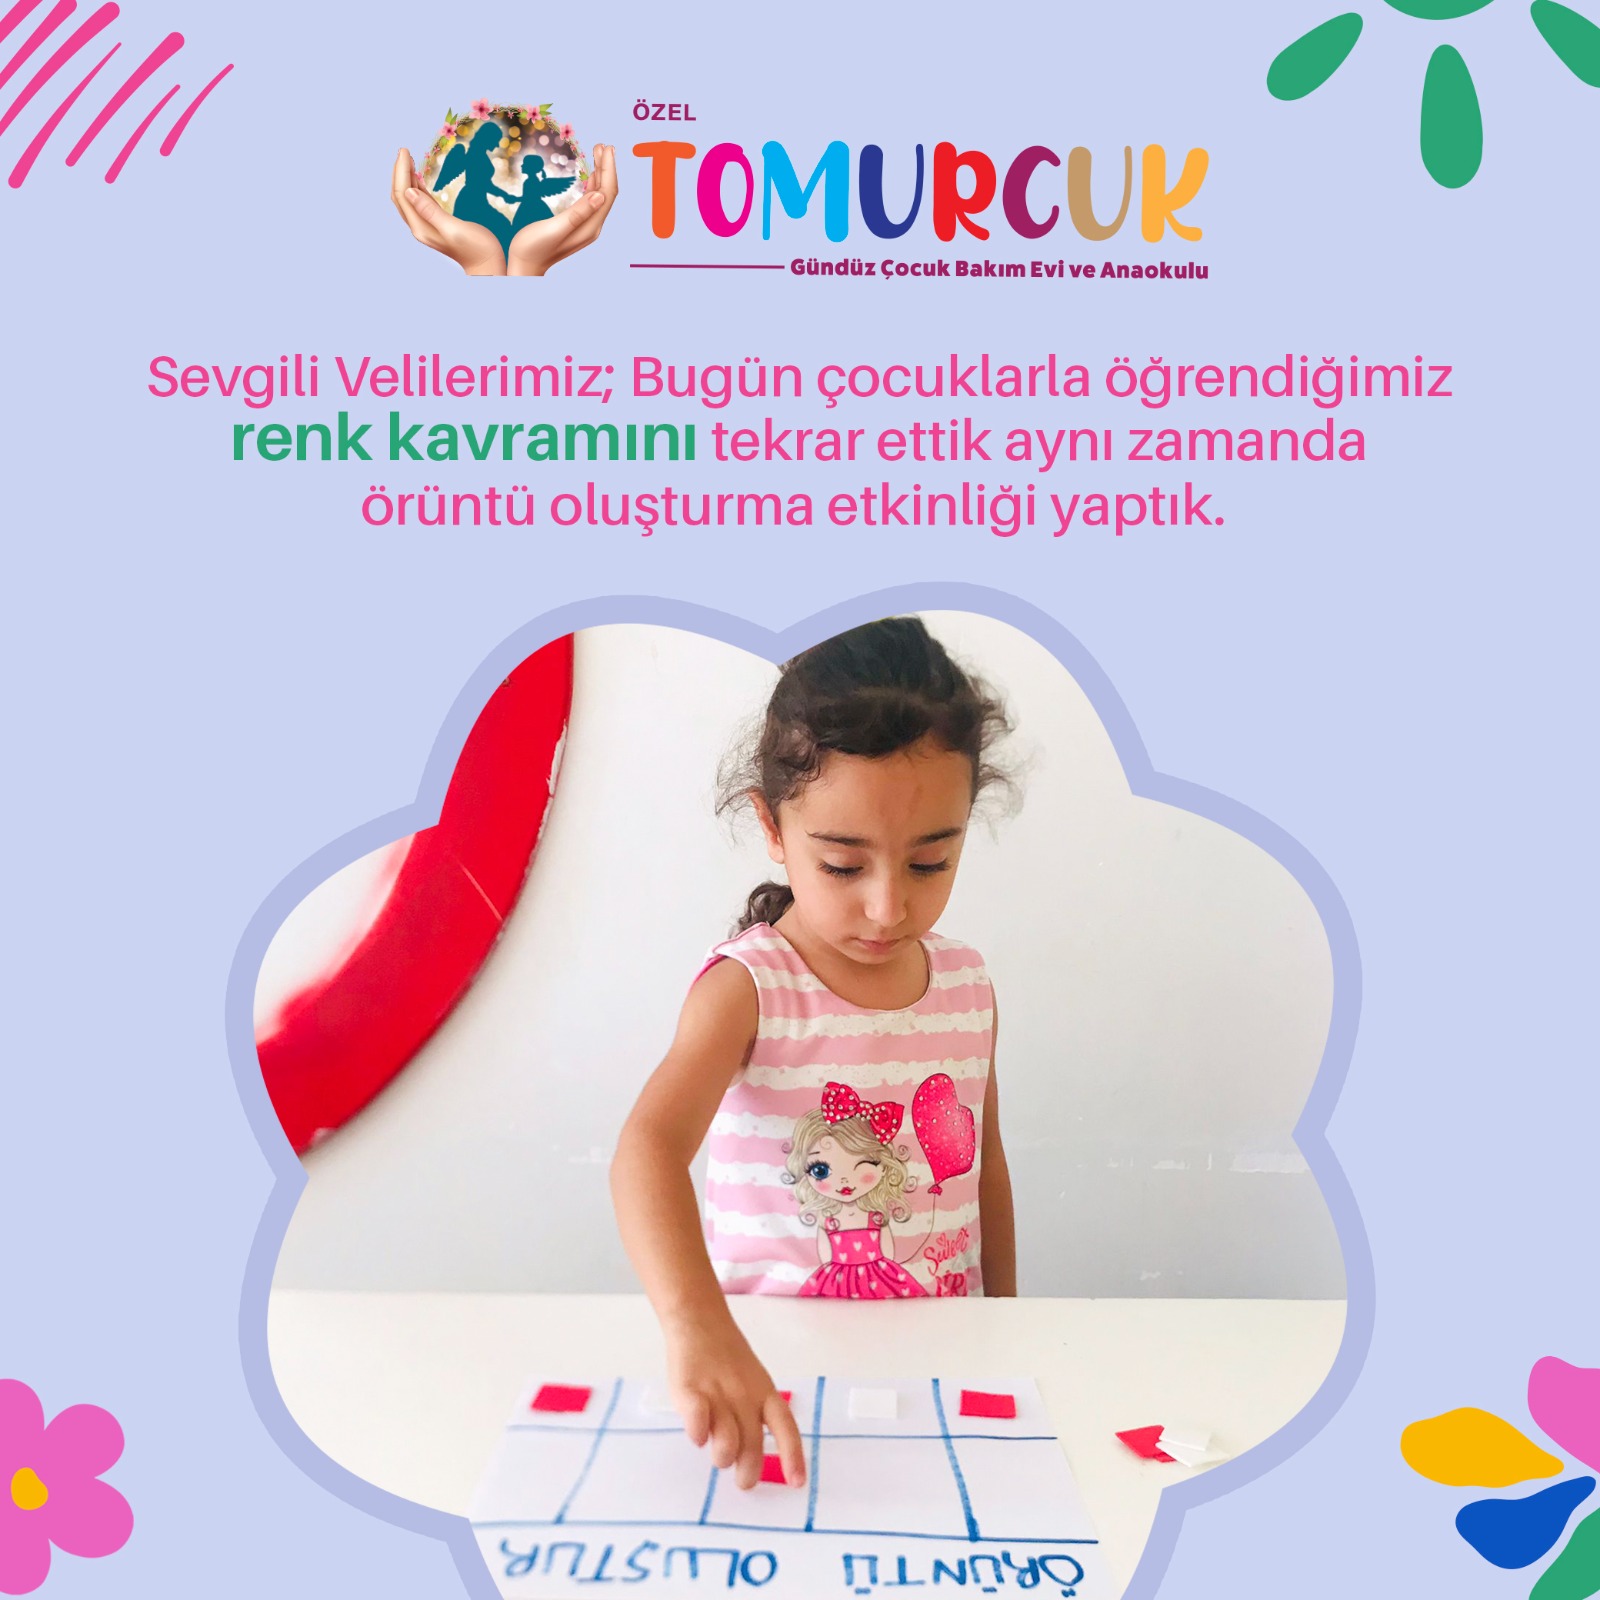 ÖZEL
TOMURCUK
Gündüz Çocuk Bakım Evi ve Anaokulu
Sevgili Velilerimiz; Bugün çocuklarla öğrendiğimiz
renk kavramını tekrar ettik aynı zamanda
örüntü oluşturma etkinliği yaptık.
Sweet
ÖRÜNTÜ OLUŞTUR